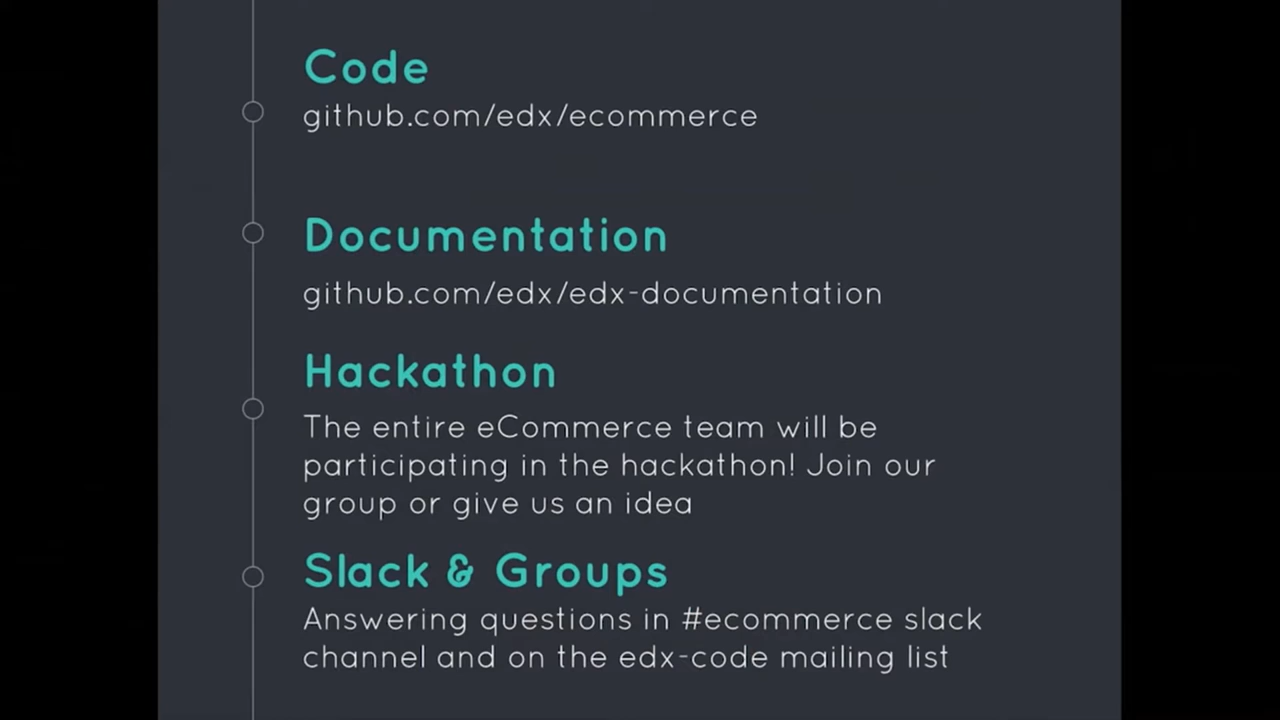 Code
github.com/edx/ecommerce
Documentation
github.com/edx/edx-documentation
Hackathon
The entire eCommerce team will be
participating in the hackathon! Join our
group or give us an idea
Slack & Groups
Answering questions in #ecommerce slack
channel and on the edx-code mailing list